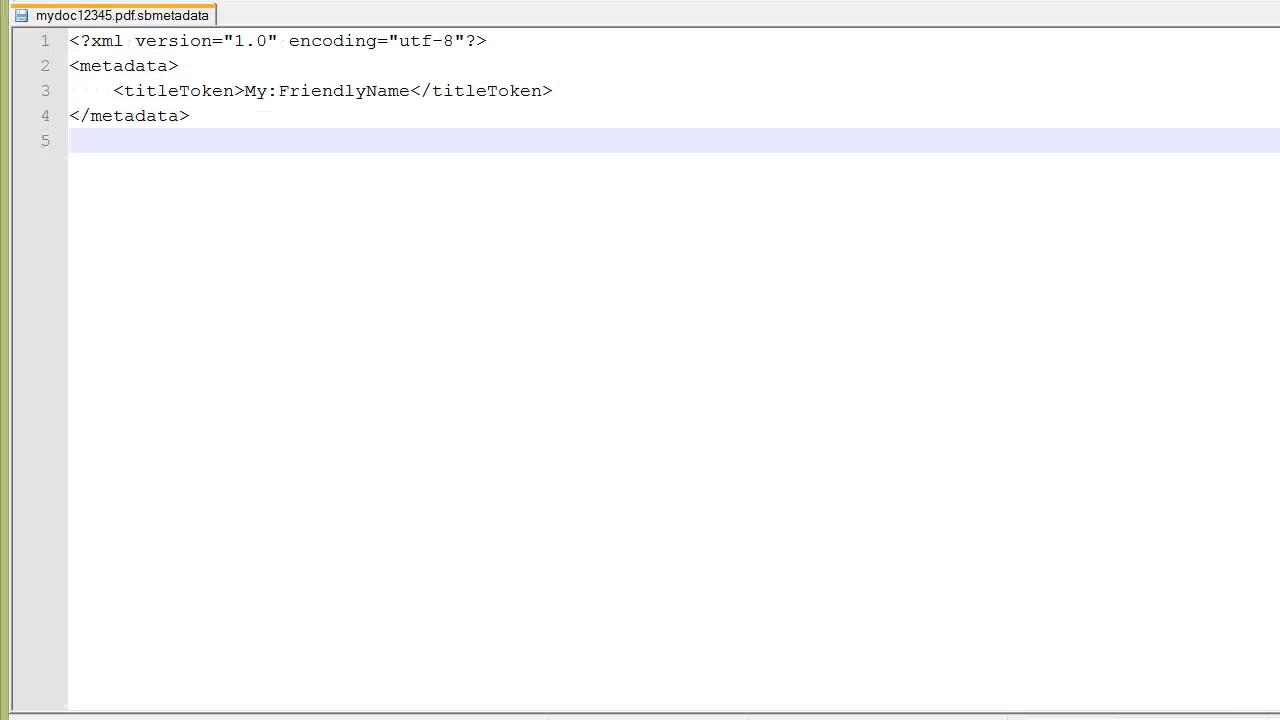 mydoc12345.pdf.sbmetadata
1 <?xml version="1.0" encoding="utf-8"?>
2 <metadata>
3     <titleToken>My:FriendlyName</titleToken>
4 </metadata>
5